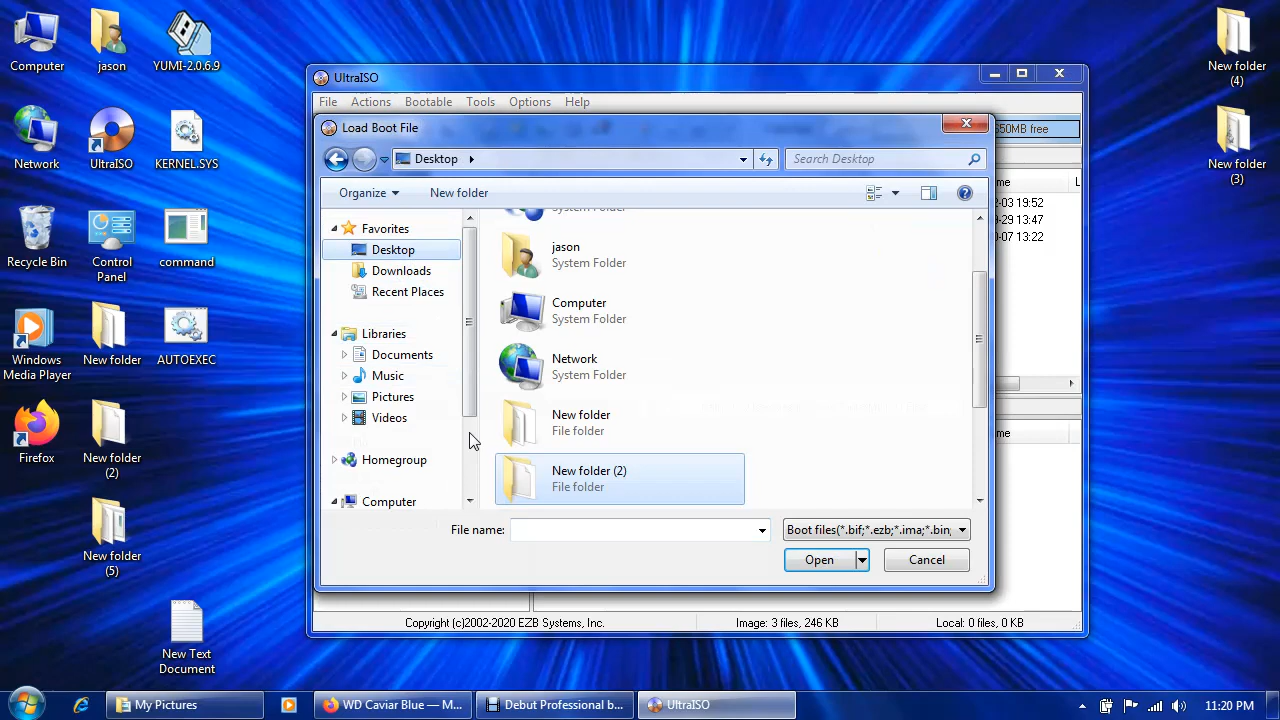 Computer
jason
YUMI-2.0.6.9
Network
UltraISO
KERNEL.SYS
Recycle Bin
Control
Panel
command
Windows
Media Player
New folder
AUTOEXEC
Firefox
New folder
(2)
New folder
(5)
New Text
Document
New folder
(4)
New folder
(3)
UltraISO
File Actions Bootable Tools Options Help
650MB free
Load Boot File
Desktop
Search Desktop
Organize
New folder
Favorites
Desktop
Downloads
Recent Places
Libraries
Documents
Music
Pictures
Videos
Homegroup
Computer
System Folder
jason
System Folder
Computer
System Folder
Network
System Folder
New folder
File folder
New folder (2)
File folder
File name:
Boot files(*.bif;*.ezb;*.ima;*.bin;
Open
Cancel
me L
-03 19:52
-29 13:47
-07 13:22
me
Copyright (c)2002-2020 EZB Systems, Inc.
Image: 3 files, 246 KB
Local: 0 files, 0 KB
My Pictures
WD Caviar Blue — M...
Debut Professional b...
UltraISO
11:20 PM